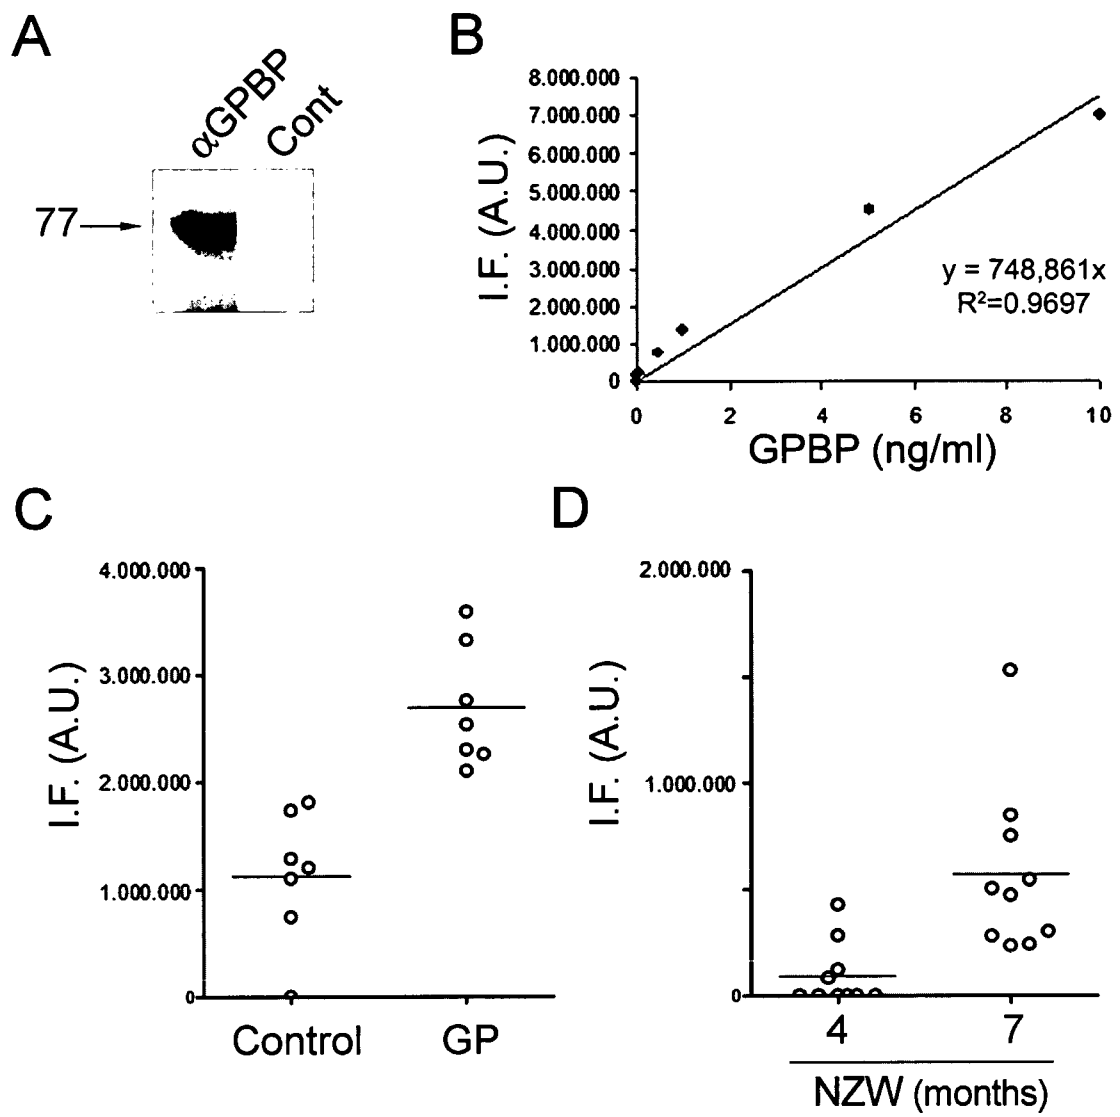 A
αGPBP
Cont
77
B
I.F. (A.U.)
8.000.000
7.000.000
6.000.000
5.000.000
4.000.000
3.000.000
2.000.000
1.000.000
0
y = 748,861x
R²=0.9697
0 2 4 6 8 10
GPBP (ng/ml)
C
I.F. (A.U.)
4.000.000
3.000.000
2.000.000
1.000.000
0
Control GP
D
I.F. (A.U.)
2.000.000
1.000.000
0
4 7
NZW (months)